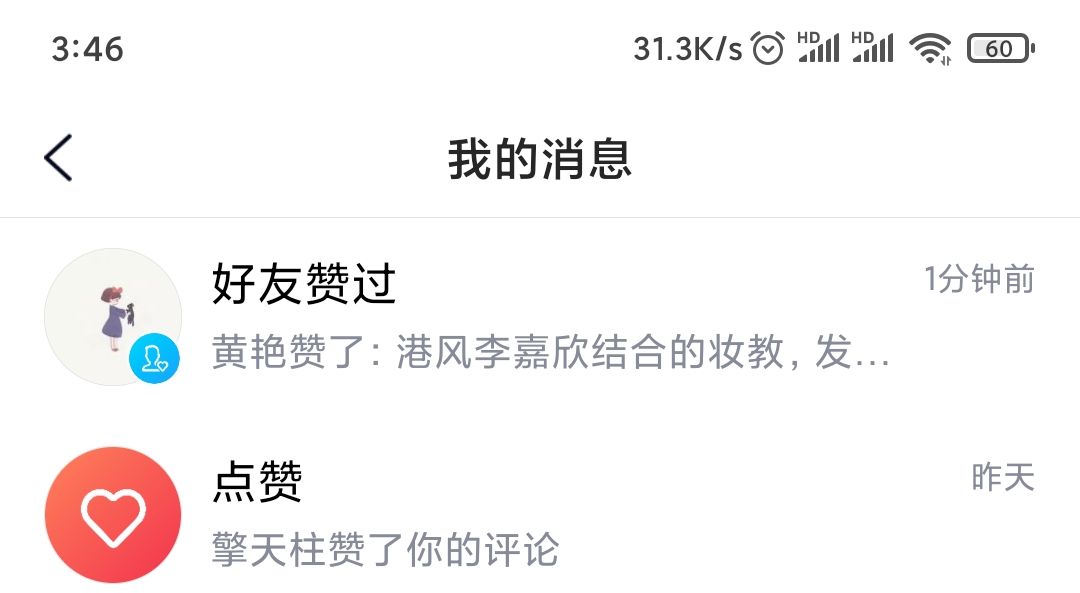 3:46 31.3K/s HD HD 60
我的消息
好友赞过 1分钟前
黄艳赞了: 港风李嘉欣结合的妆教, 发...
点赞 昨天
擎天柱赞了你的评论